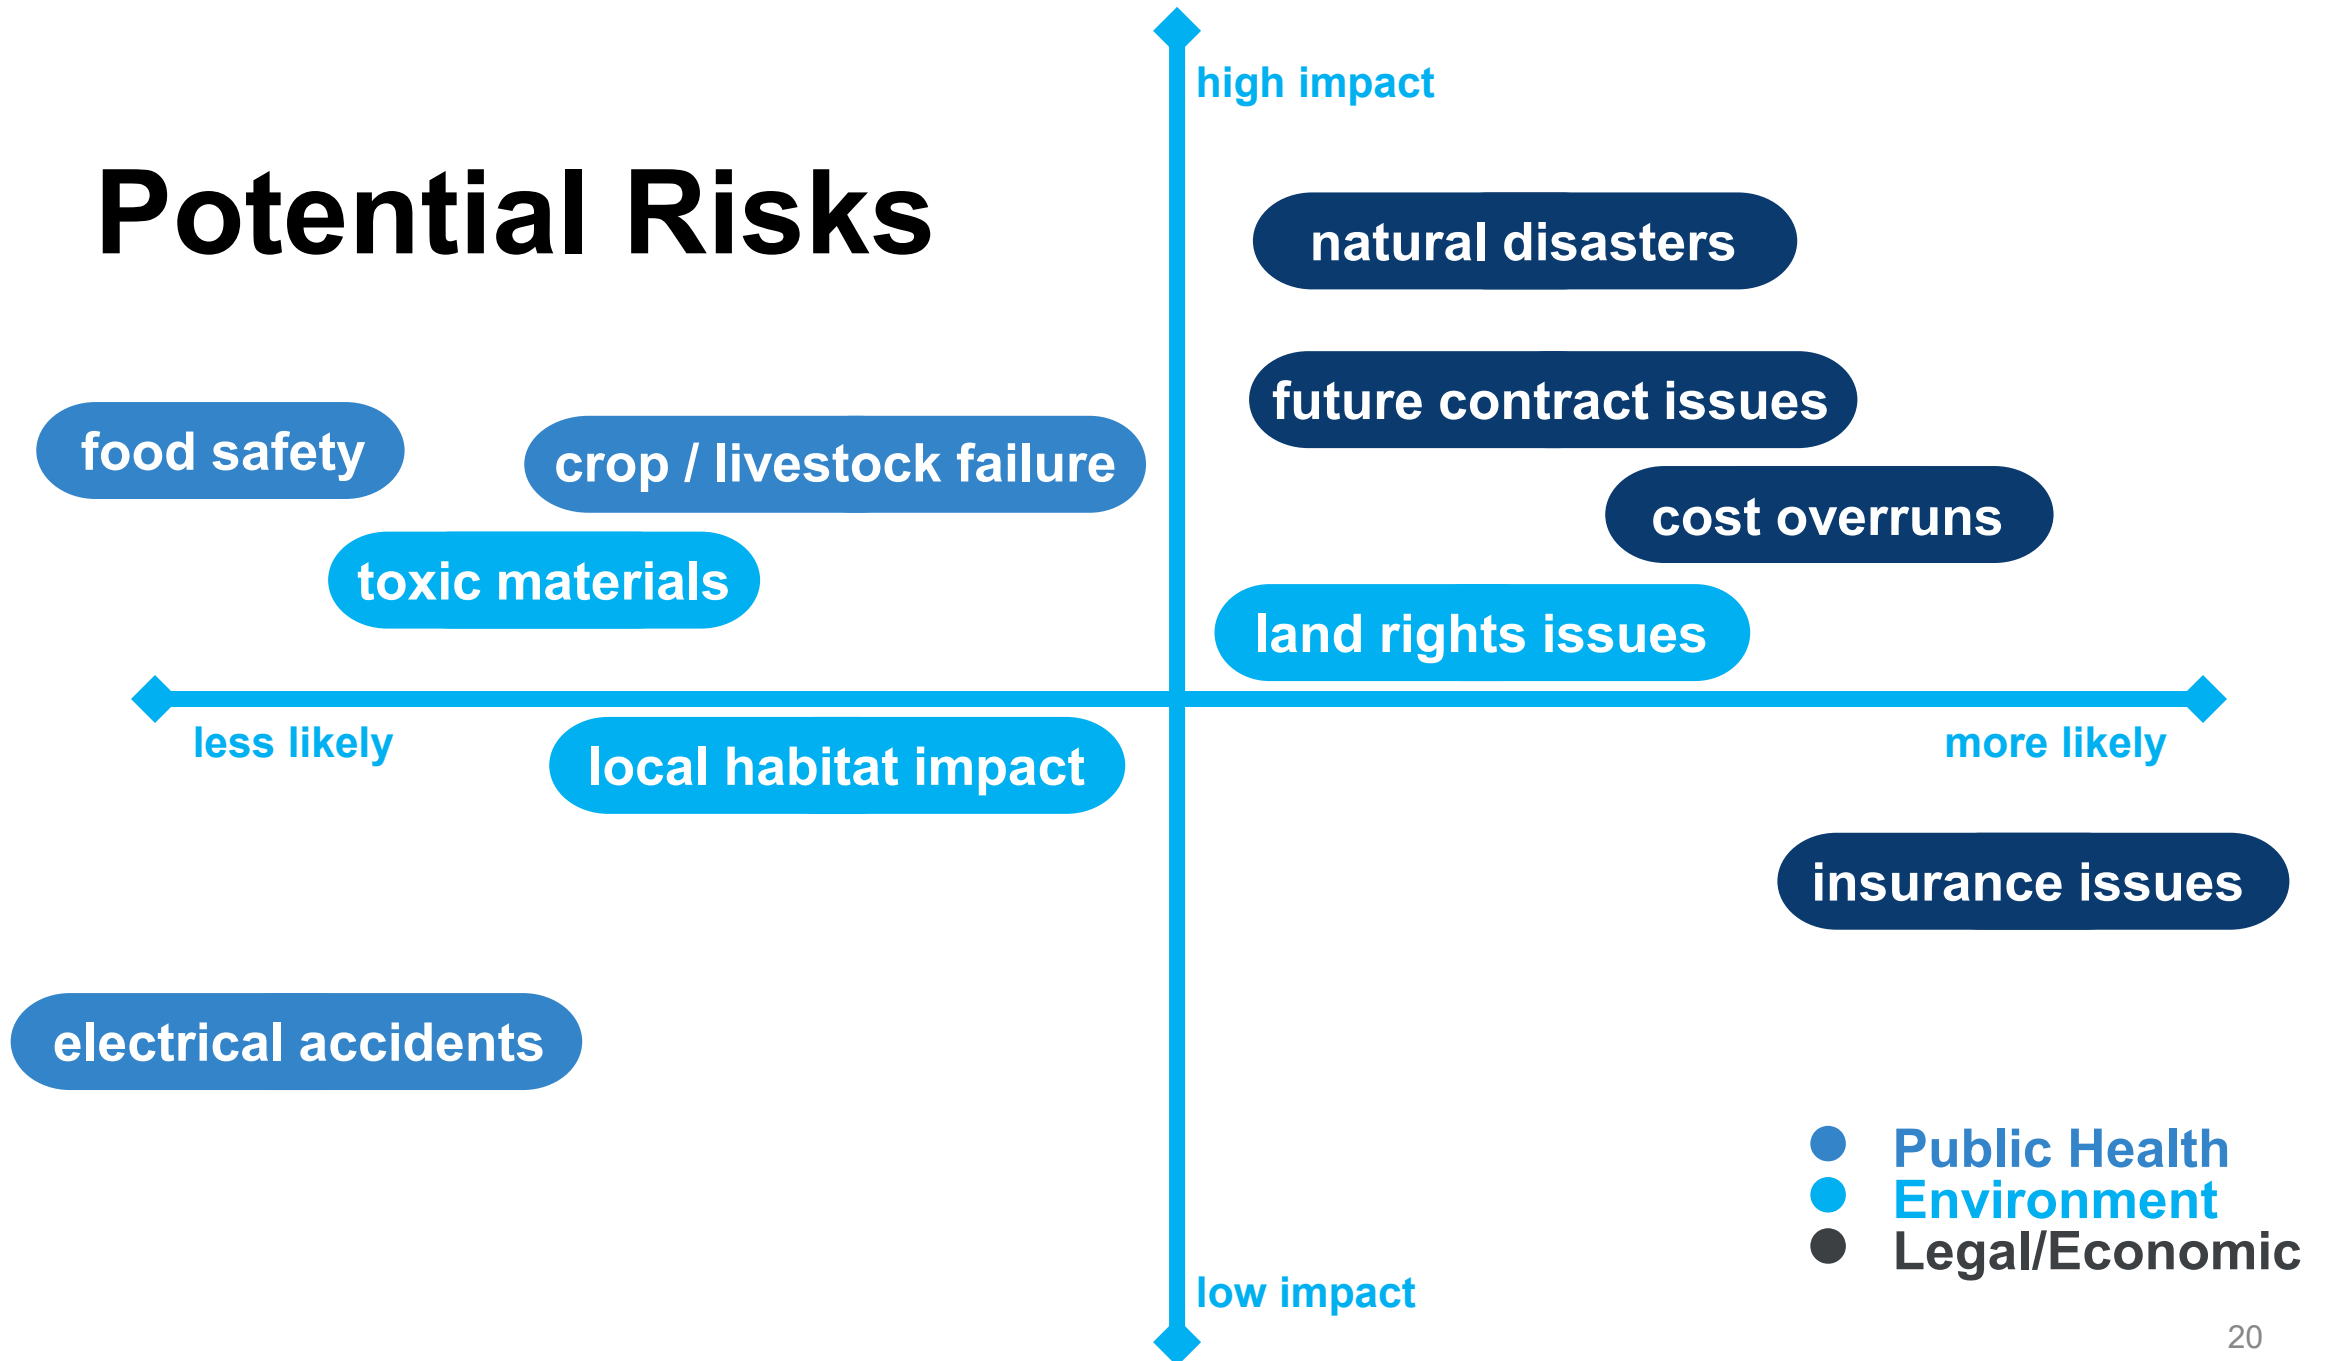 high impact
Potential Risks
natural disasters
future contract issues
food safety
crop / livestock failure
cost overruns
toxic materials
land rights issues
less likely
more likely
local habitat impact
insurance issues
electrical accidents
Public Health
Environment
Legal/Economic
low impact
20